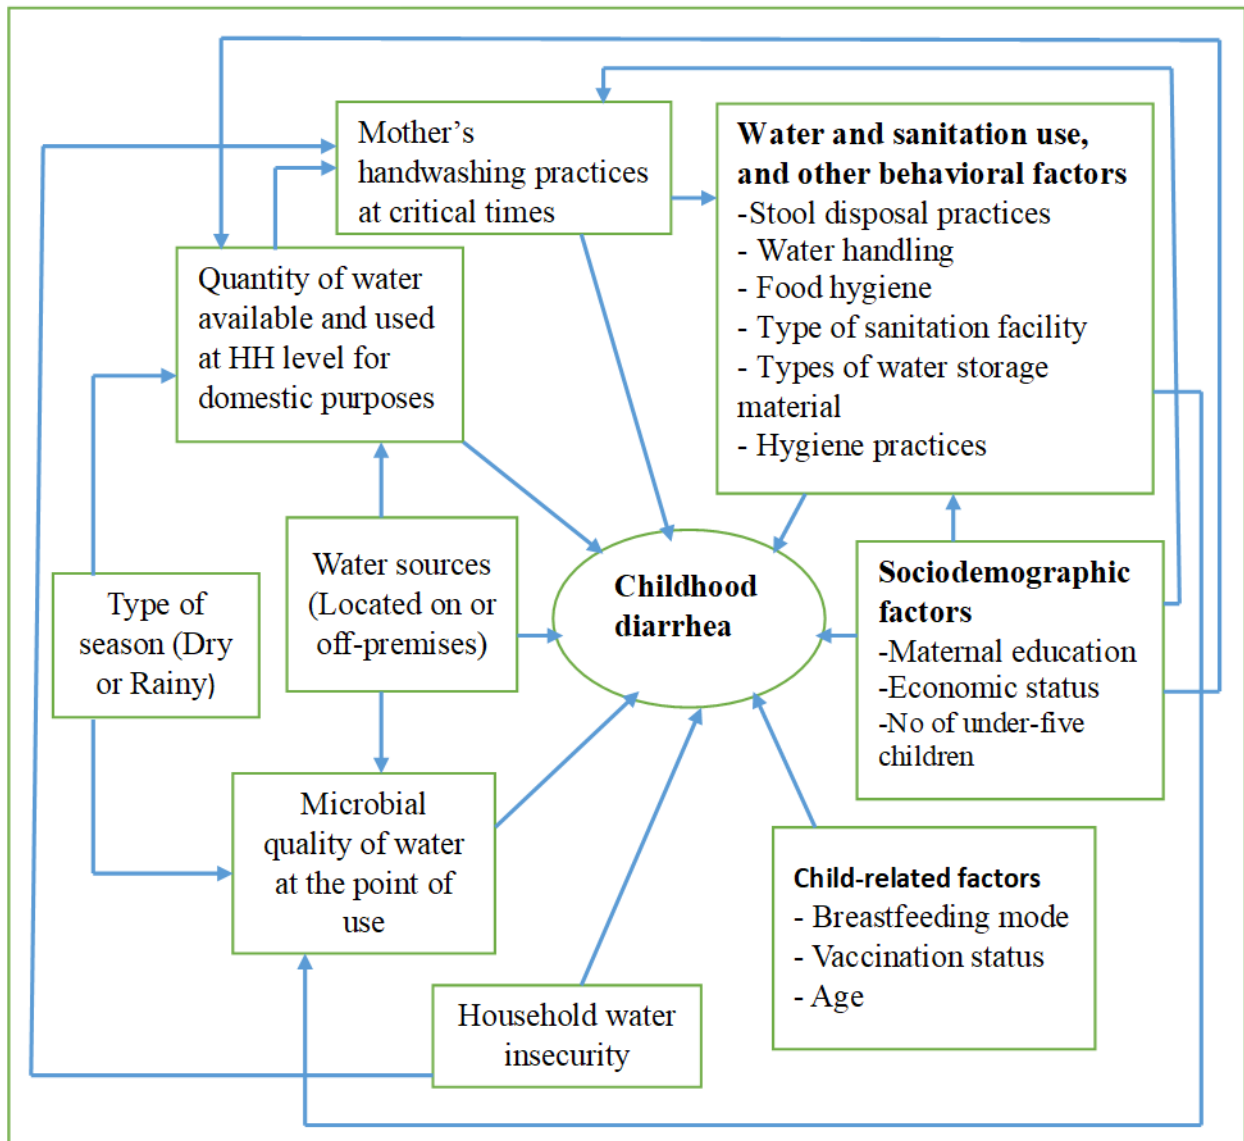 Mother’s
handwashing practices
at critical times
Water and sanitation use,
and other behavioral factors
-Stool disposal practices
- Water handling
- Food hygiene
- Type of sanitation facility
- Types of water storage
material
- Hygiene practices
Quantity of water
available and used
at HH level for
domestic purposes
Water sources
(Located on or
off-premises)
Type of
season (Dry
or Rainy)
Childhood
diarrhea
Sociodemographic
factors
-Maternal education
-Economic status
-No of under-five
children
Microbial
quality of water
at the point of
use
Child-related factors
- Breastfeeding mode
- Vaccination status
- Age
Household water
insecurity